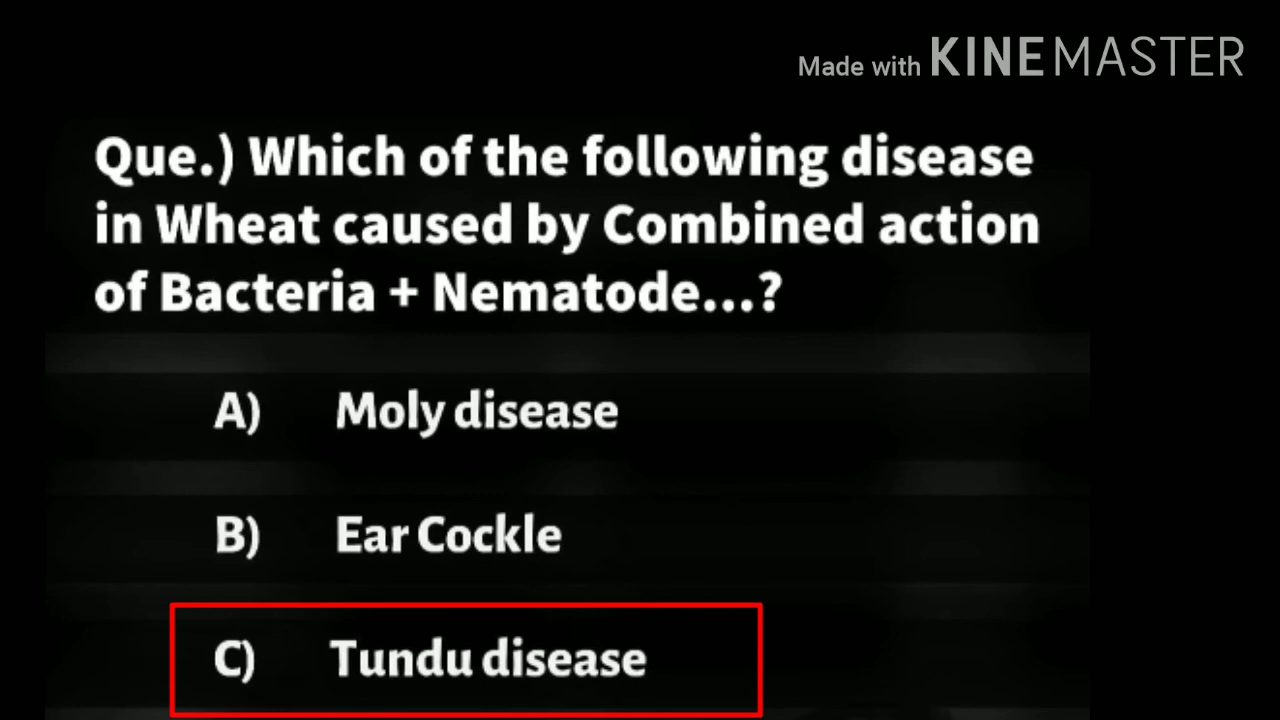 Made with KINEMASTER
Que.) Which of the following disease
in Wheat caused by Combined action
of Bacteria + Nematode...?
A) Moly disease
B) Ear Cockle
C) Tundu disease